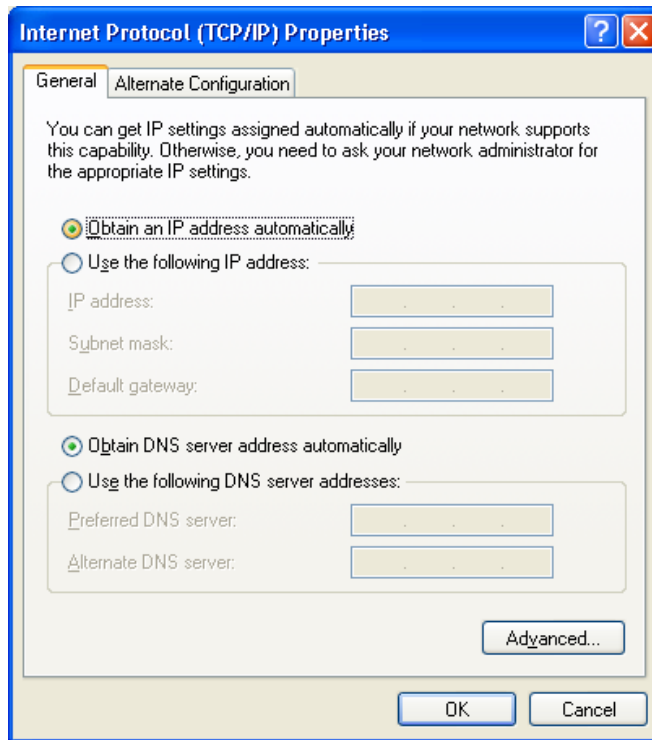 Internet Protocol (TCP/IP) Properties
General
Alternate Configuration
You can get IP settings assigned automatically if your network supports
this capability. Otherwise, you need to ask your network administrator for
the appropriate IP settings.
Obtain an IP address automatically
Use the following IP address:
IP address:
Subnet mask:
Default gateway:
Obtain DNS server address automatically
Use the following DNS server addresses:
Preferred DNS server:
Alternate DNS server:
Advanced...
OK
Cancel